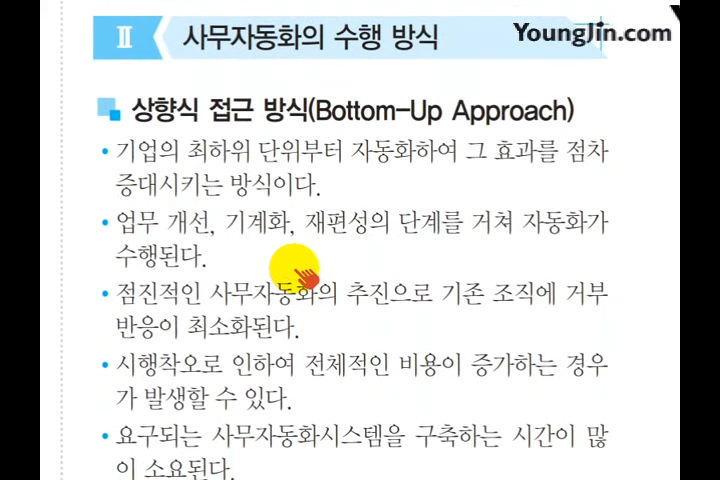 YoungJin.com
Ⅱ 사무자동화의 수행 방식
상향식 접근 방식(Bottom-Up Approach)
• 기업의 최하위 단위부터 자동화하여 그 효과를 점차
증대시키는 방식이다.
• 업무 개선, 기계화, 재편성의 단계를 거쳐 자동화가
수행된다.
• 점진적인 사무자동화의 추진으로 기존 조직에 거부
반응이 최소화된다.
• 시행착오로 인하여 전체적인 비용이 증가하는 경우
가 발생할 수 있다.
• 요구되는 사무자동화시스템을 구축하는 시간이 많
이 소요된다.